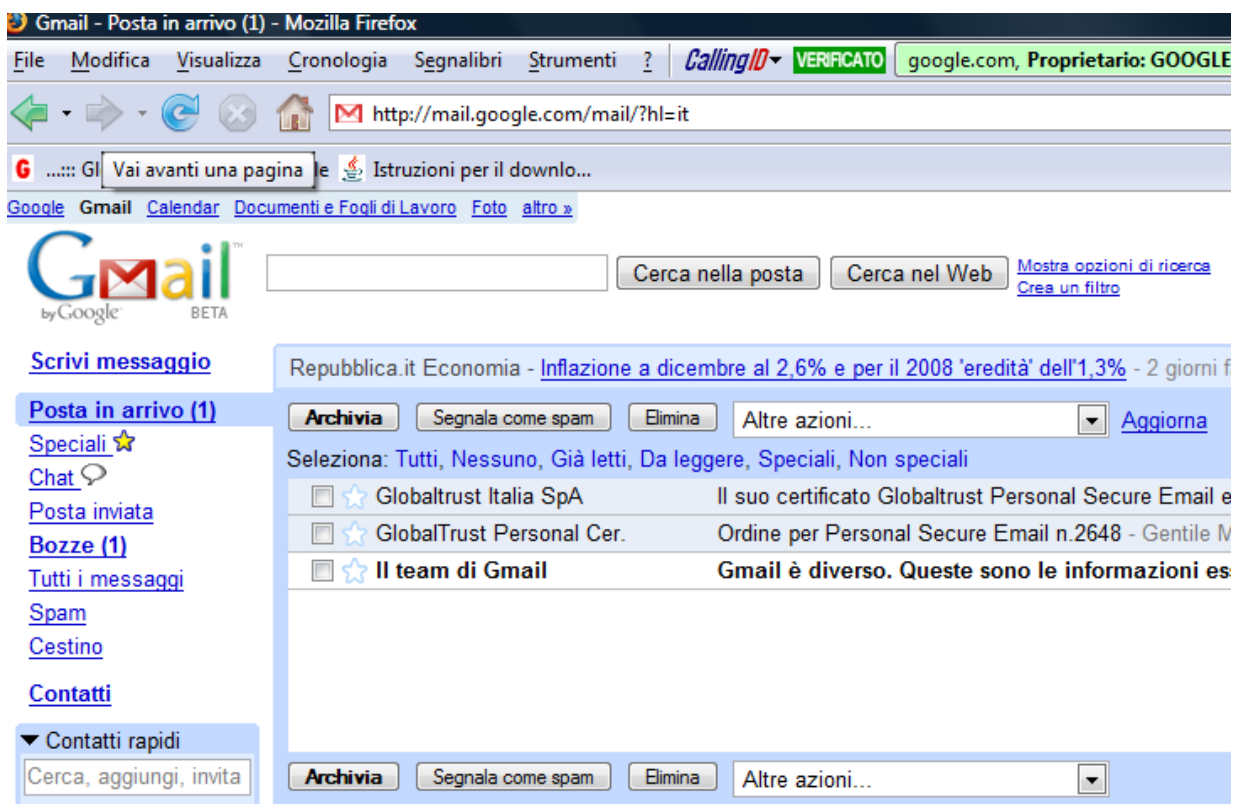 Gmail - Posta in arrivo (1) - Mozilla Firefox
File Modifica Visualizza Cronologia Segnalibri Strumenti ? CallingID VERIFICATO google.com, Proprietario: GOOGLE
http://mail.google.com/mail/?hl=it
G ...::: Gl Vai avanti una pagina le Istruzioni per il downlo...
Google Gmail Calendar Documenti e Fogli di Lavoro Foto altro »
Gmail™ by Google™ BETA
Cerca nella posta Cerca nel Web Mostra opzioni di ricerca
Crea un filtro
Scrivi messaggio
Repubblica.it Economia - Inflazione a dicembre al 2,6% e per il 2008 'eredità' dell'1,3% - 2 giorni f
Posta in arrivo (1)
Archivia Segnala come spam Elimina Altre azioni... Aggiorna
Speciali
Seleziona: Tutti, Nessuno, Già letti, Da leggere, Speciali, Non speciali
Chat
Globaltrust Italia SpA Il suo certificato Globaltrust Personal Secure Email e
Posta inviata
GlobalTrust Personal Cer. Ordine per Personal Secure Email n.2648 - Gentile M
Bozze (1)
Il team di Gmail Gmail è diverso. Queste sono le informazioni es
Tutti i messaggi
Spam
Cestino
Contatti
Contatti rapidi
Cerca, aggiungi, invita
Archivia Segnala come spam Elimina Altre azioni...